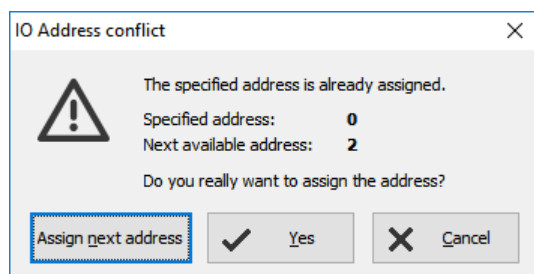 IO Address conflict
The specified address is already assigned.
Specified address: 0
Next available address: 2
Do you really want to assign the address?
Assign next address Yes Cancel